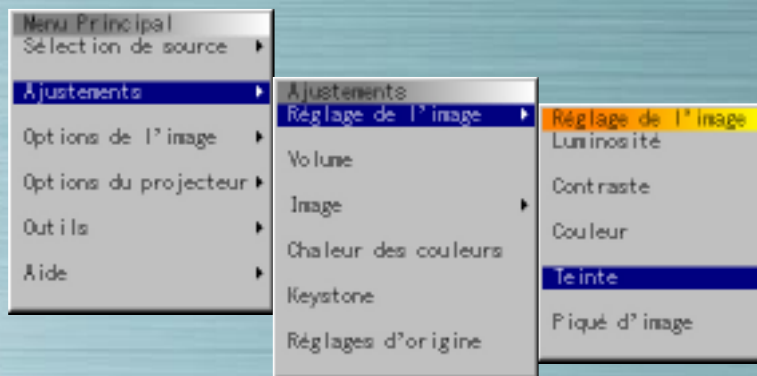 Menu Principal
Sélection de source
Ajustements
Options de l'image
Options du projecteur
Outils
Aide
Ajustements
Réglage de l'image
Volume
Image
Chaleur des couleurs
Keystone
Réglages d'origine
Réglage de l'image
Luminosité
Contraste
Couleur
Teinte
Piqué d'image